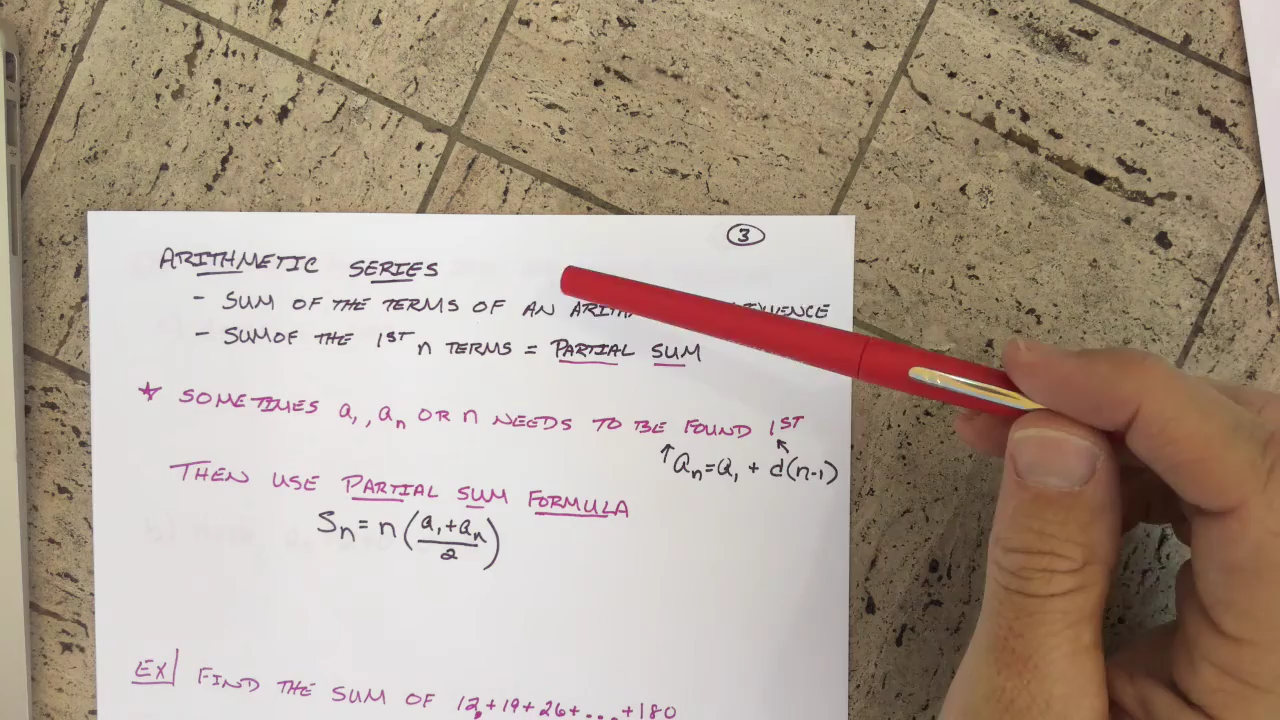 3
ARITHMETIC SERIES
- SUM OF THE TERMS OF AN
- SUM OF THE 1ST n TERMS = PARTIAL SUM
* SOMETIMES a₁, aₙ OR n NEEDS TO BE FOUND 1ST
aₙ = a₁ + d(n-1)
THEN USE PARTIAL SUM FORMULA
Sₙ = n((a₁+aₙ)/2)
EX| FIND THE SUM OF 12+19+26+...+180